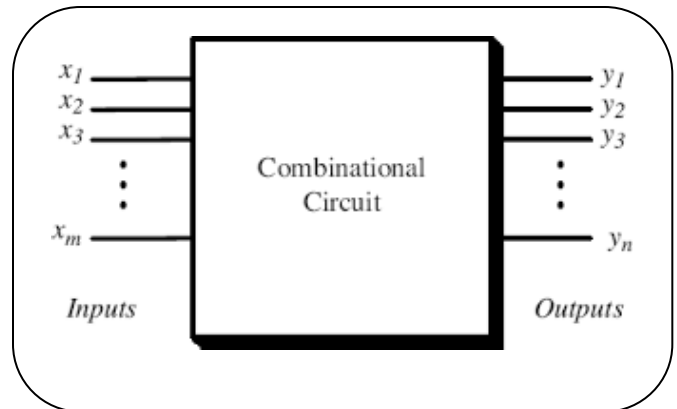 x1
x2
x3
xm
Inputs
Combinational
Circuit
y1
y2
y3
yn
Outputs